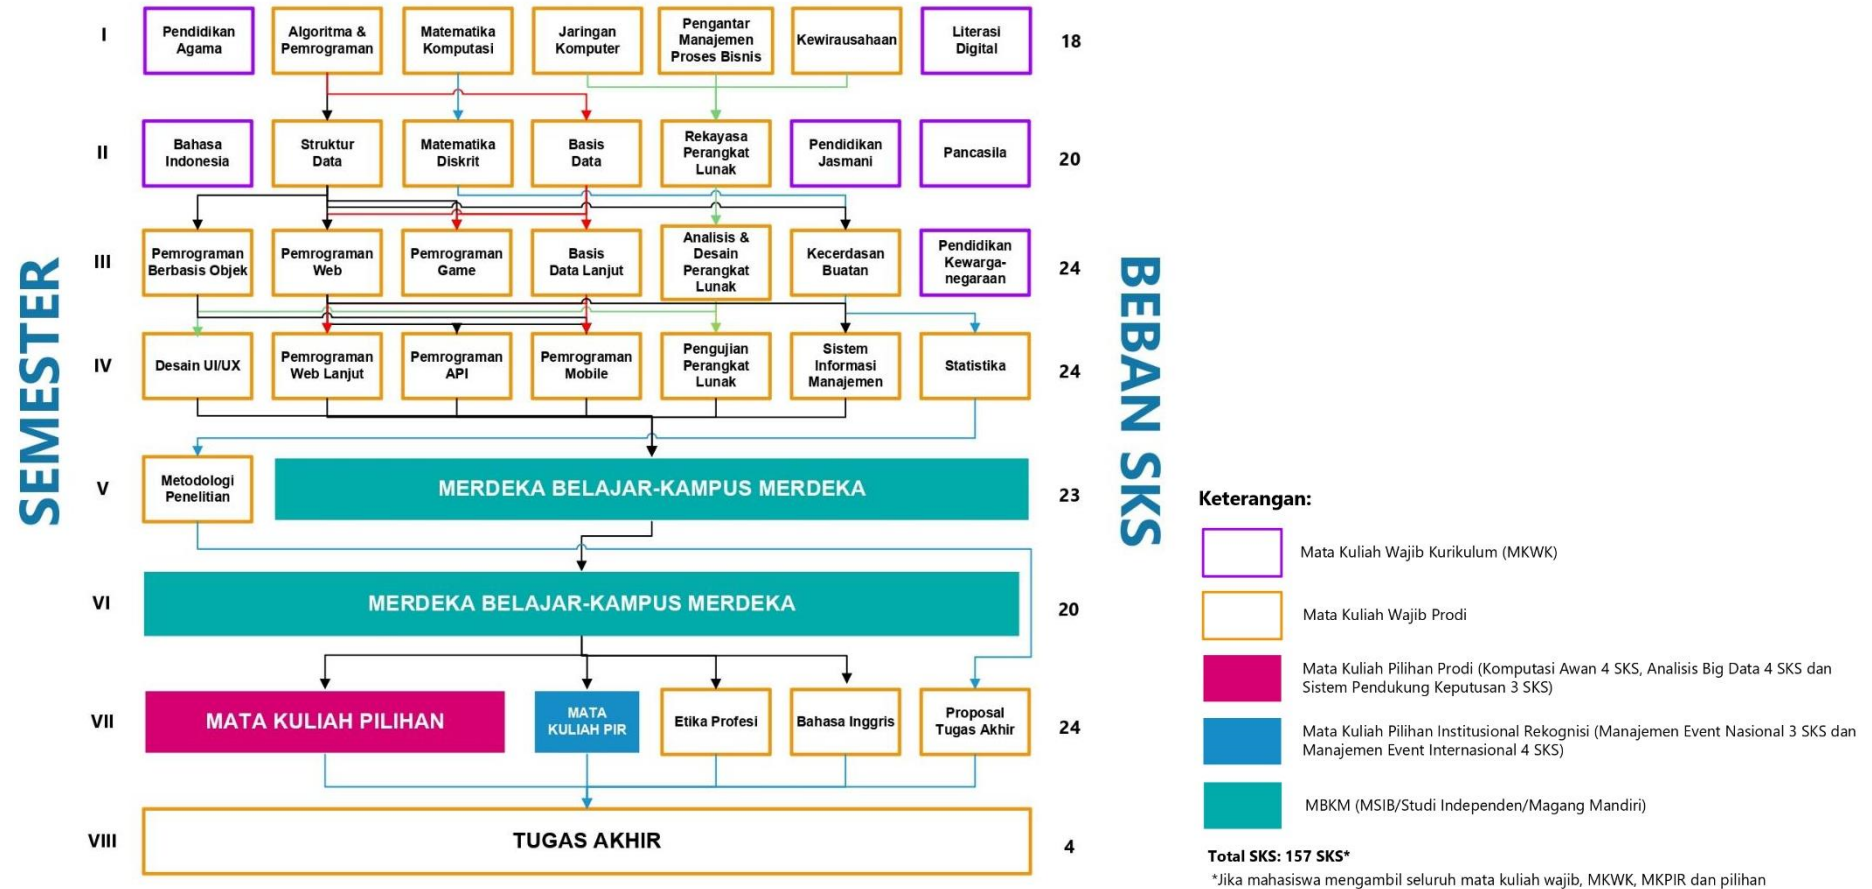 SEMESTER
BEBAN SKS
I
Pendidikan
Agama
Algoritma &
Pemrograman
Matematika
Komputasi
Jaringan
Komputer
Pengantar
Manajemen
Proses Bisnis
Kewirausahaan
Literasi
Digital
18
II
Bahasa
Indonesia
Struktur
Data
Matematika
Diskrit
Basis
Data
Rekayasa
Perangkat
Lunak
Pendidikan
Jasmani
Pancasila
20
III
Pemrograman
Berbasis Objek
Pemrograman
Web
Pemrograman
Game
Basis
Data Lanjut
Analisis &
Desain
Perangkat
Lunak
Kecerdasan
Buatan
Pendidikan
Kewarga-
negaraan
24
IV
Desain UI/UX
Pemrograman
Web Lanjut
Pemrograman
API
Pemrograman
Mobile
Pengujian
Perangkat
Lunak
Sistem
Informasi
Manajemen
Statistika
24
V
Metodologi
Penelitian
MERDEKA BELAJAR-KAMPUS MERDEKA
23
VI
MERDEKA BELAJAR-KAMPUS MERDEKA
20
VII
MATA KULIAH PILIHAN
MATA
KULIAH PIR
Etika Profesi
Bahasa Inggris
Proposal
Tugas Akhir
24
VIII
TUGAS AKHIR
4
Keterangan:
Mata Kuliah Wajib Kurikulum (MKWK)
Mata Kuliah Wajib Prodi
Mata Kuliah Pilihan Prodi (Komputasi Awan 4 SKS, Analisis Big Data 4 SKS dan
Sistem Pendukung Keputusan 3 SKS)
Mata Kuliah Pilihan Institusional Rekognisi (Manajemen Event Nasional 3 SKS dan
Manajemen Event Internasional 4 SKS)
MBKM (MSIB/Studi Independen/Magang Mandiri)
Total SKS: 157 SKS*
*Jika mahasiswa mengambil seluruh mata kuliah wajib, MKWK, MKPIR dan pilihan